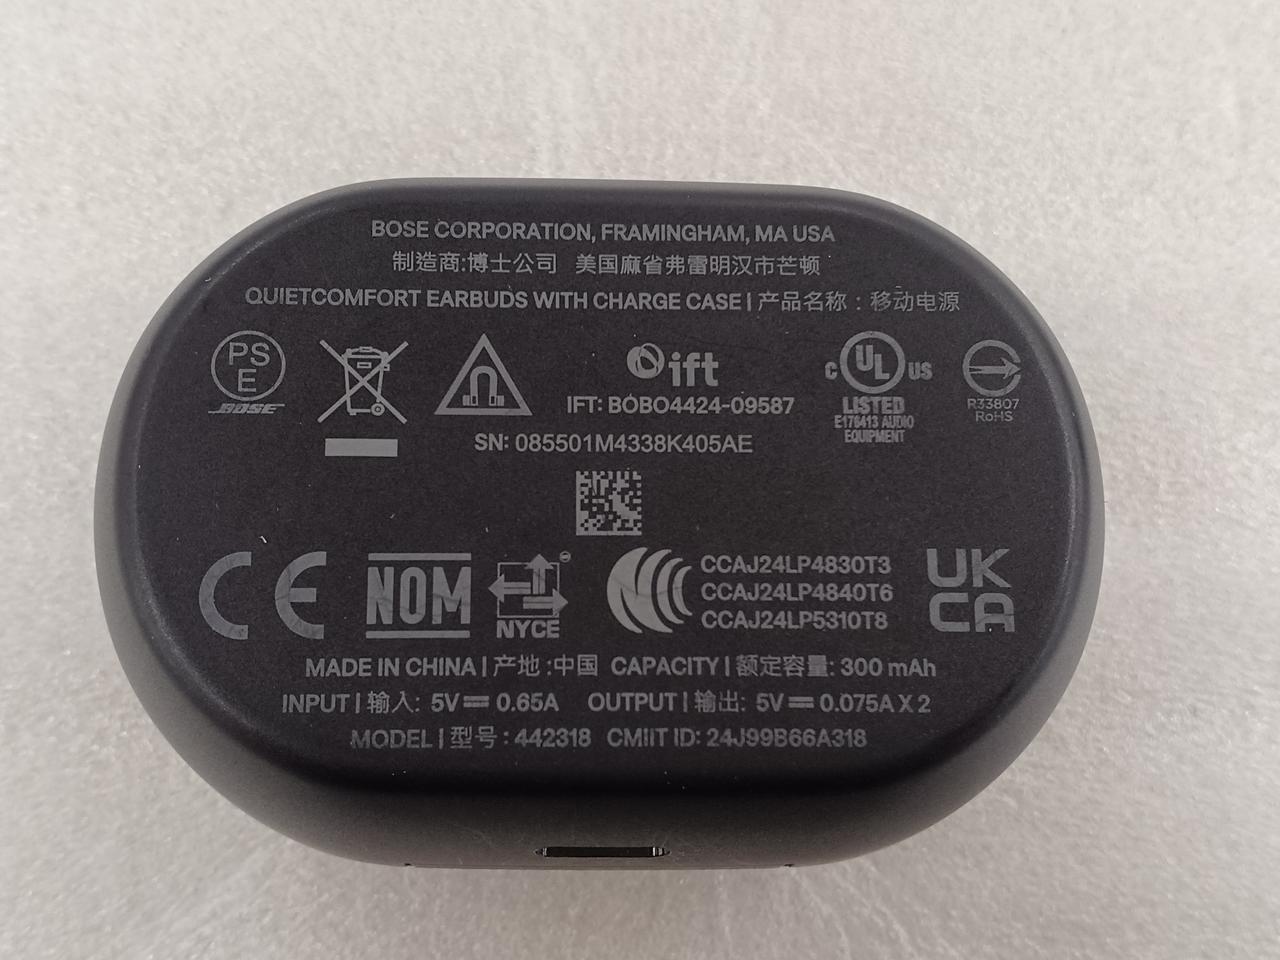 BOSE CORPORATION, FRAMINGHAM, MA USA
制造商:博士公司 美国麻省弗雷明汉市芒顿
QUIETCOMFORT EARBUDS WITH CHARGE CASE | 产品名称：移动电源
PS
E
BOSE
ift
IFT: BOBO4424-09587
C UL US
LISTED
E176413 AUDIO
EQUIPMENT
R33807
RoHS
SN: 085501M4338K405AE
CE
NOM
NYCE
CCAJ24LP4830T3
CCAJ24LP4840T6
CCAJ24LP5310T8
UK
CA
MADE IN CHINA | 产地:中国 CAPACITY | 额定容量: 300 mAh
INPUT | 输入: 5V⎓0.65A OUTPUT | 输出: 5V⎓0.075A X 2
MODEL | 型号: 442318 CMIIT ID: 24J99B66A318